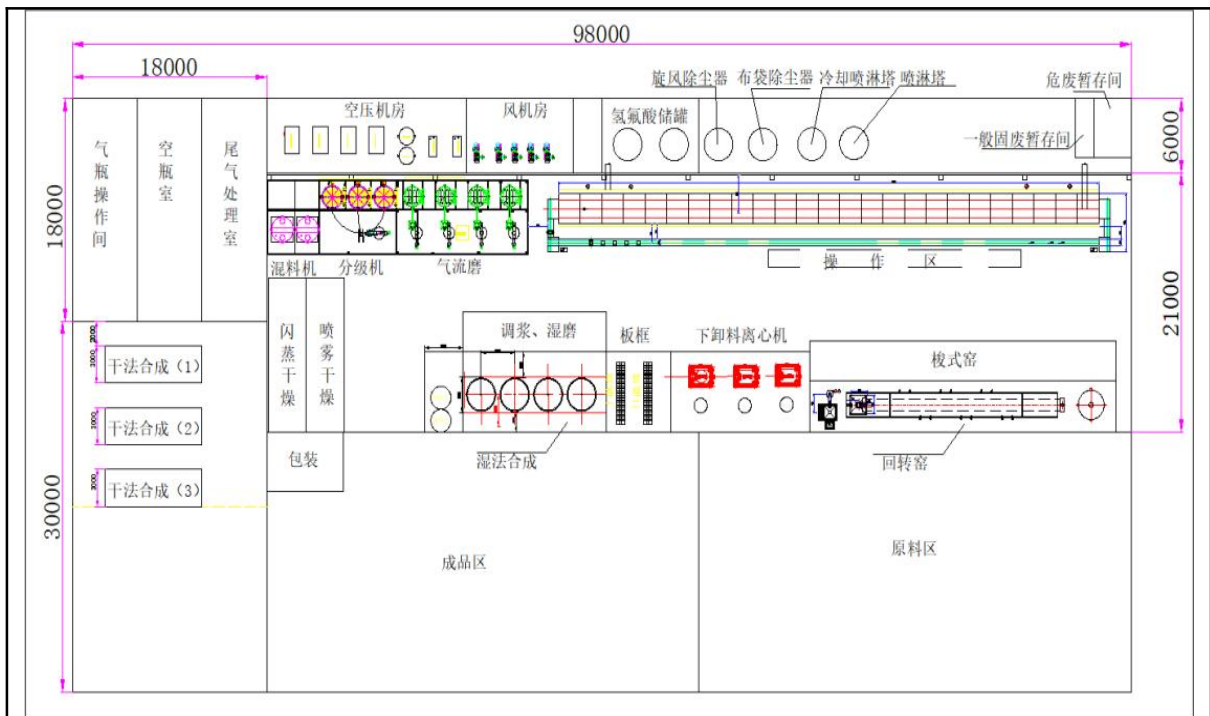 98000
18000
旋风除尘器
布袋除尘器
冷却喷淋塔
喷淋塔
危废暂存间
空压机房
风机房
氢氟酸储罐
一般固废暂存间
6000
气瓶操作间
空瓶室
尾气处理室
18000
混料机
分级机
气流磨
操作区
21000
闪蒸干燥
喷雾干燥
调浆、湿磨
板框
下卸料离心机
梭式窑
2000
3000
干法合成（1）
3000
干法合成（2）
3000
干法合成（3）
30000
包装
湿法合成
回转窑
成品区
原料区